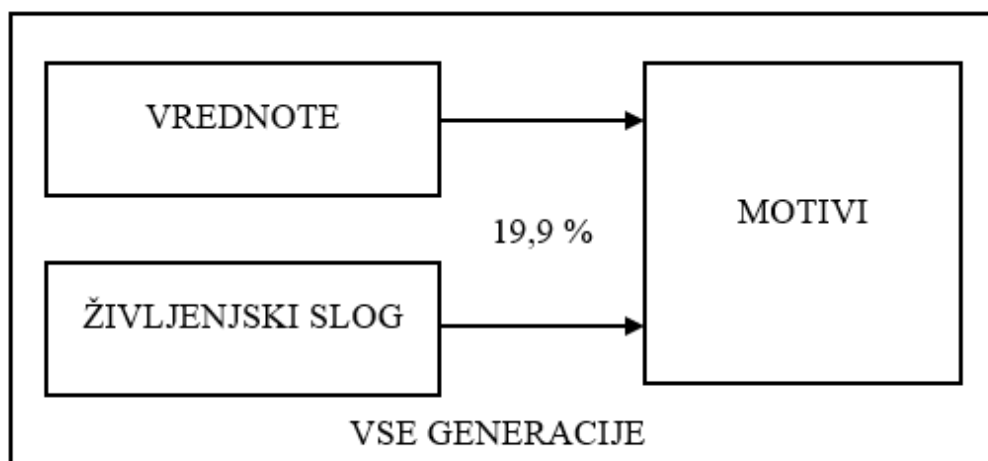 VREDNOTE
MOTIVI
19,9 %
ŽIVLJENJSKI SLOG
VSE GENERACIJE